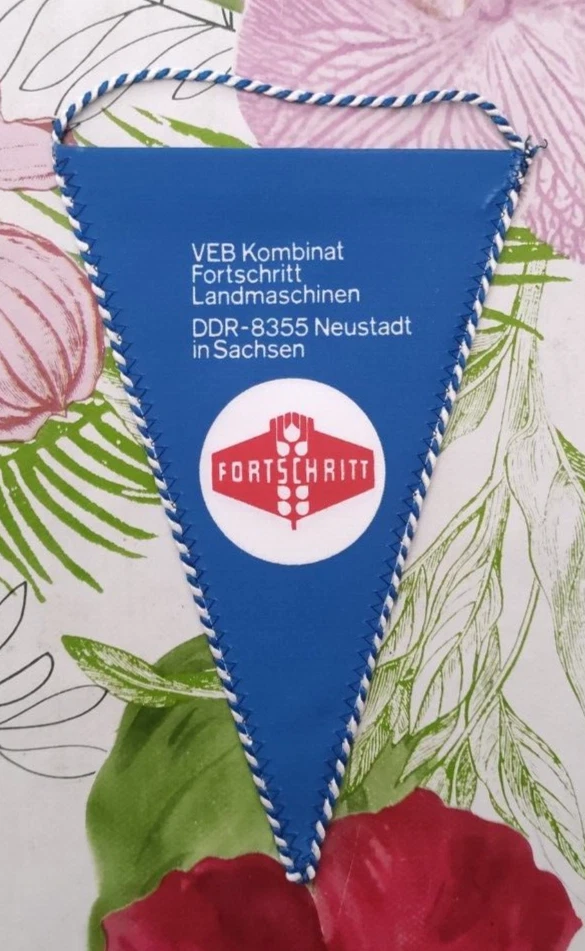 VEB Kombinat
Fortschritt
Landmaschinen
DDR-8355 Neustadt
in Sachsen
FORTSCHRITT